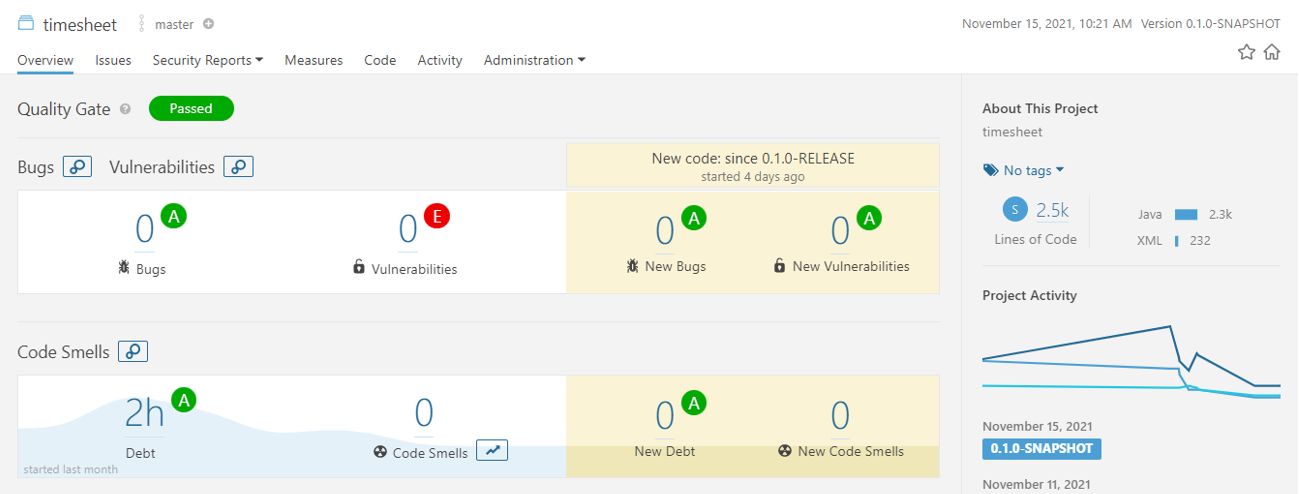 timesheet master November 15, 2021, 10:21 AM Version 0.1.0-SNAPSHOT
Overview Issues Security Reports Measures Code Activity Administration
Quality Gate ? Passed
Bugs Vulnerabilities
New code: since 0.1.0-RELEASE
started 4 days ago
0 A 0 E 0 A 0 A
Bugs Vulnerabilities New Bugs New Vulnerabilities
Code Smells
2h A 0 0 A 0
Debt Code Smells New Debt New Code Smells
started last month
About This Project
timesheet
No tags
S 2.5k Java 2.3k
Lines of Code XML 232
Project Activity
November 15, 2021
0.1.0-SNAPSHOT
November 11, 2021